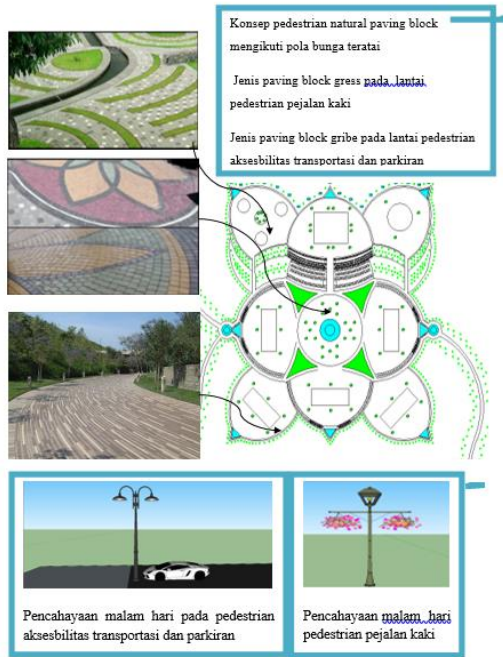 Konsep pedestrian natural paving block
mengikuti pola bunga teratai
Jenis paving block gress pada lantai
pedestrian pejalan kaki
Jenis paving block gribe pada lantai pedestrian
aksesbilitas transportasi dan parkiran
Pencahayaan malam hari pada pedestrian
aksesbilitas transportasi dan parkiran
Pencahayaan malam hari
pedestrian pejalan kaki